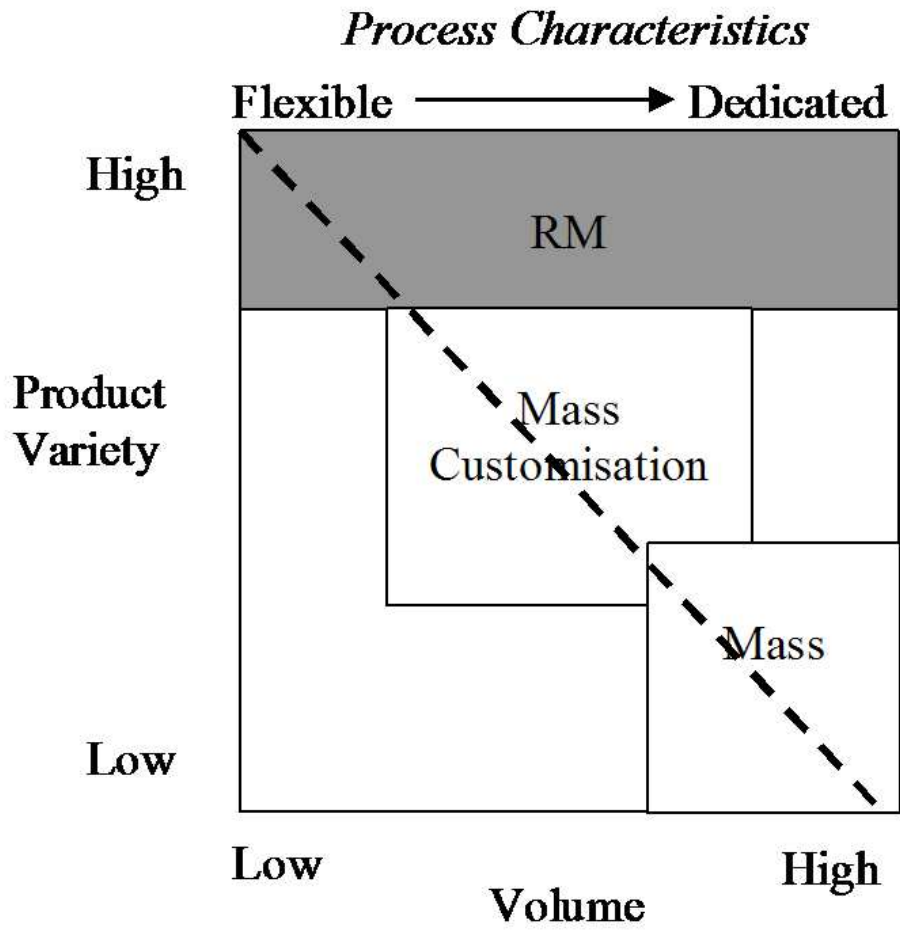 Process Characteristics
Flexible
Dedicated
High
RM
Product
Variety
Mass
Customisation
Mass
Low
Low
High
Volume